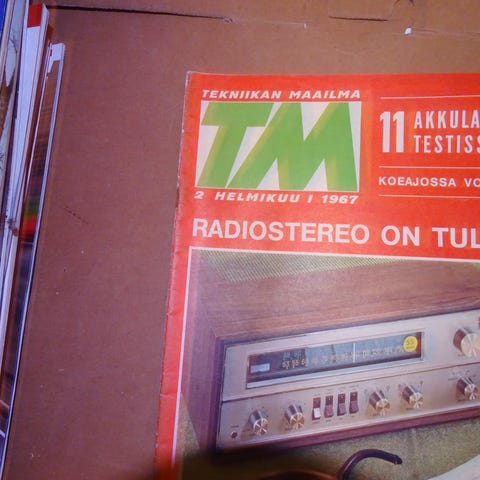 TEKNIIKAN MAAILMA
TM
2 HELMIKUU I 1967
11 AKKULA
TESTISS
KOEAJOSSA VO
RADIOSTEREO ON TUL